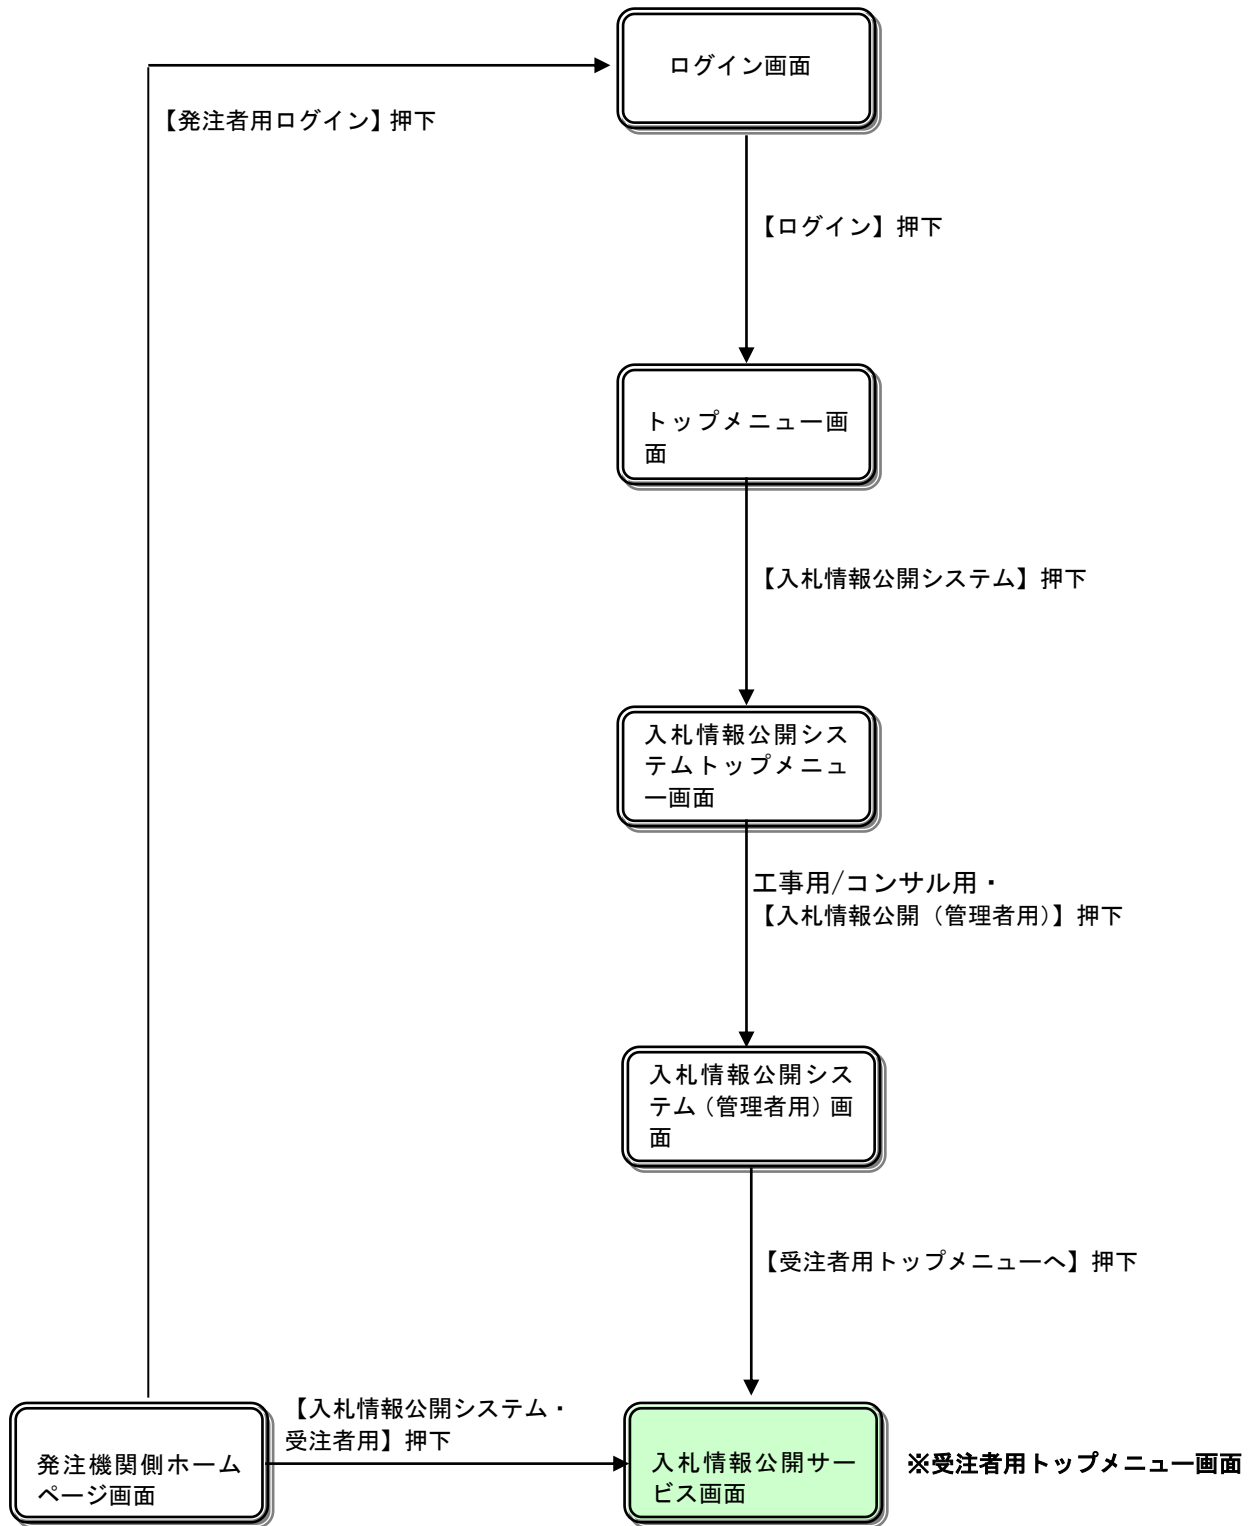 ログイン画面
【発注者用ログイン】押下
【ログイン】押下
トップメニュー画
面
【入札情報公開システム】押下
入札情報公開シス
テムトップメニュ
ー画面
工事用/コンサル用・
【入札情報公開（管理者用）】押下
入札情報公開シス
テム（管理者用）画
面
【受注者用トップメニューへ】押下
【入札情報公開システム・
受注者用】押下
発注機関側ホーム
ページ画面
入札情報公開サー
ビス画面
※受注者用トップメニュー画面